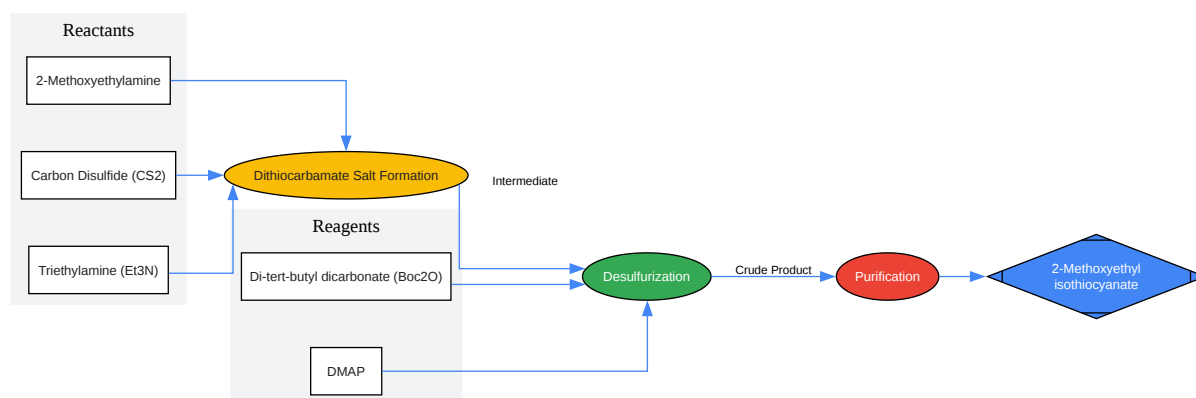 Reactants
2-Methoxyethylamine
Carbon Disulfide (CS2)
Dithiocarbamate Salt Formation
Intermediate
Triethylamine (Et3N)
Reagents
Di-tert-butyl dicarbonate (Boc2O)
DMAP
Desulfurization
Crude Product
Purification
2-Methoxyethyl
isothiocyanate